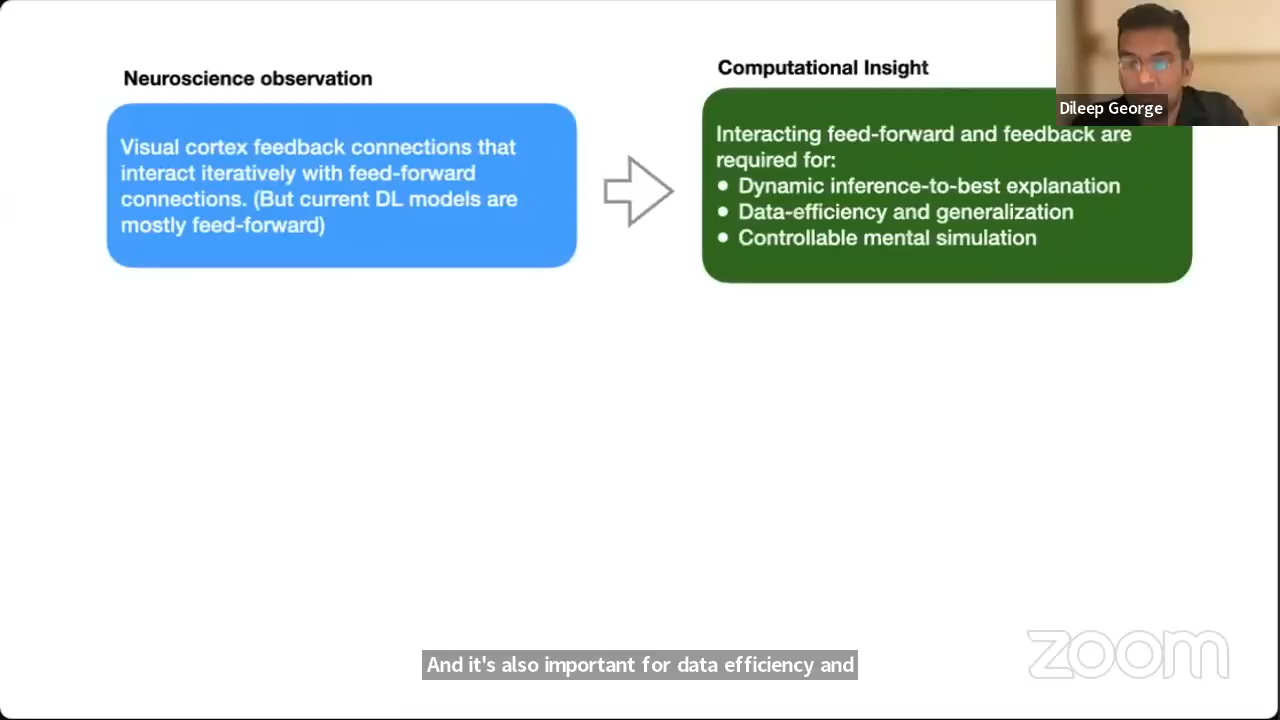 Neuroscience observation
Visual cortex feedback connections that
interact iteratively with feed-forward
connections. (But current DL models are
mostly feed-forward)
Computational Insight
Interacting feed-forward and feedback are
required for:
• Dynamic inference-to-best explanation
• Data-efficiency and generalization
• Controllable mental simulation
Dileep George
And it's also important for data efficiency and
zoom